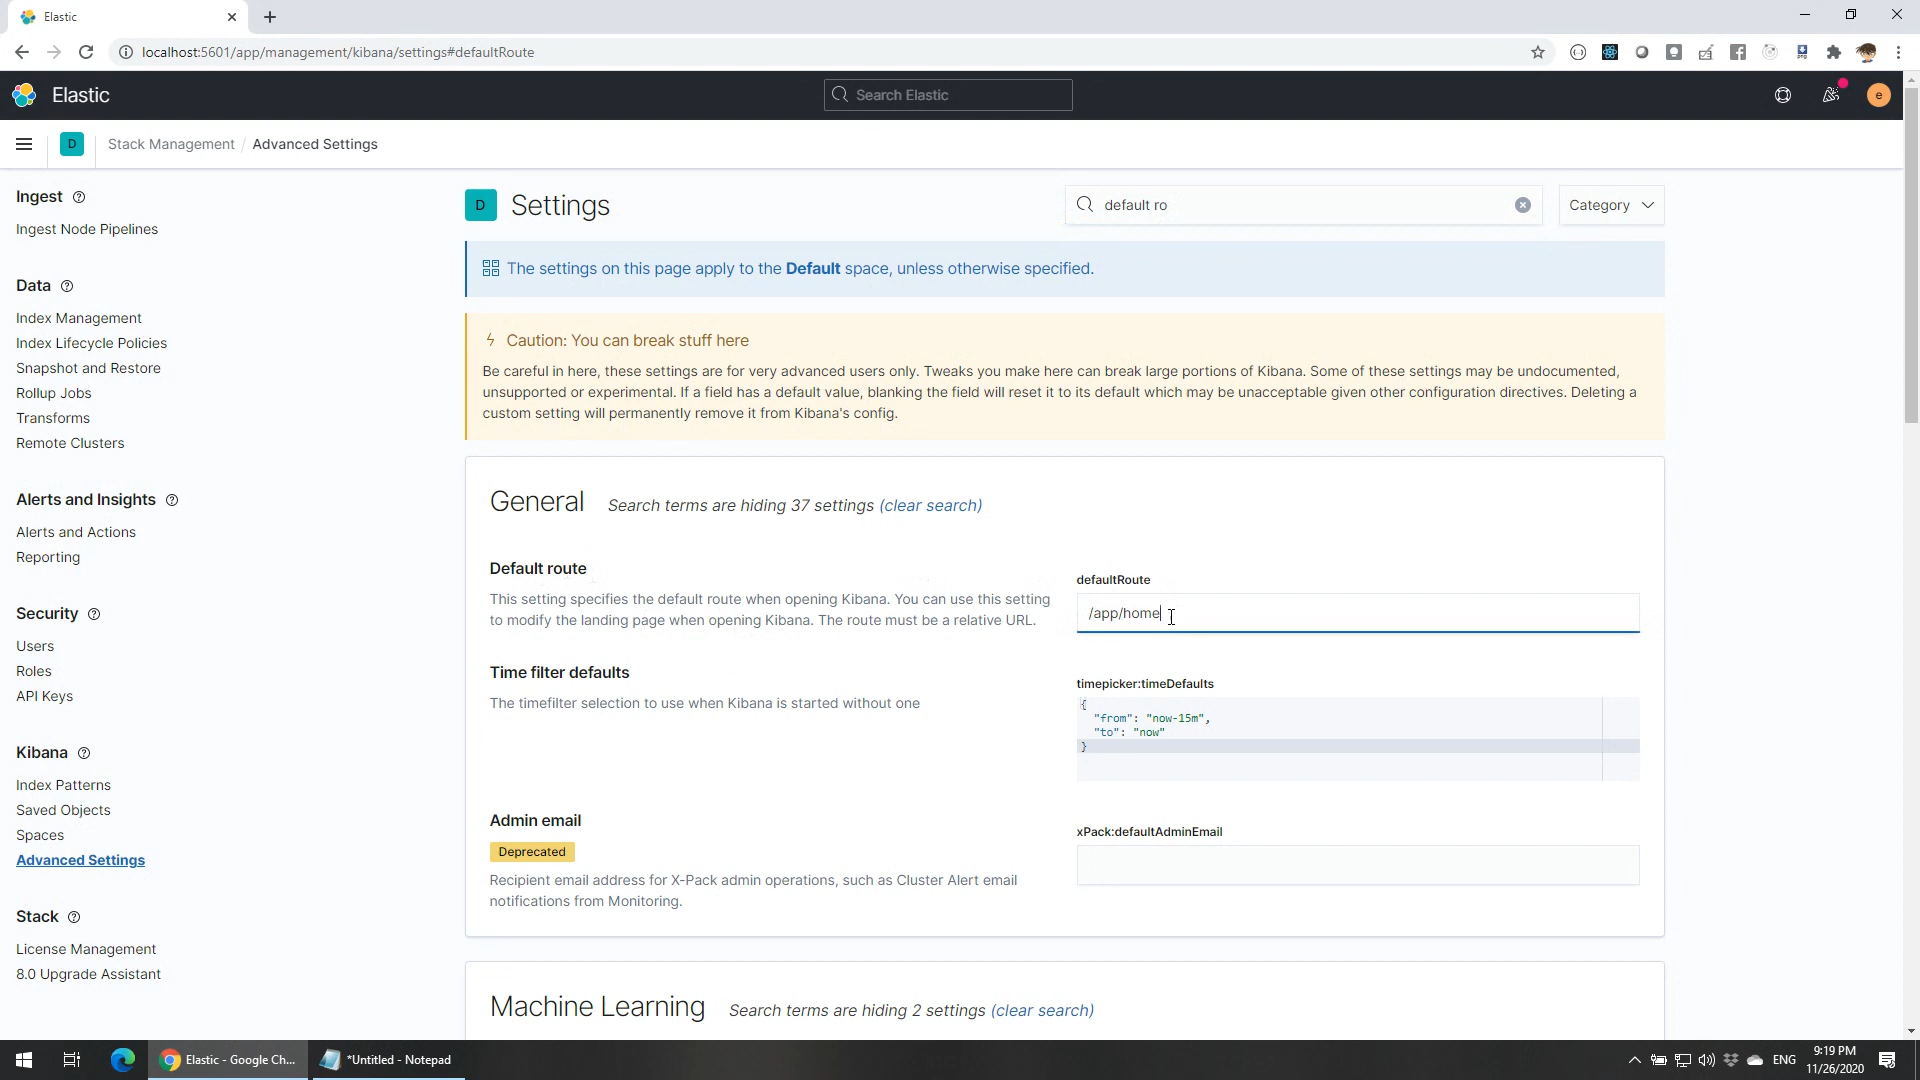 Elastic
localhost:5601/app/management/kibana/settings#defaultRoute
Elastic
Search Elastic
e
D
Stack Management / Advanced Settings
Ingest
Ingest Node Pipelines
Data
Index Management
Index Lifecycle Policies
Snapshot and Restore
Rollup Jobs
Transforms
Remote Clusters
Alerts and Insights
Alerts and Actions
Reporting
Security
Users
Roles
API Keys
Kibana
Index Patterns
Saved Objects
Spaces
Advanced Settings
Stack
License Management
8.0 Upgrade Assistant
D
Settings
default ro
Category
The settings on this page apply to the Default space, unless otherwise specified.
Caution: You can break stuff here
Be careful in here, these settings are for very advanced users only. Tweaks you make here can break large portions of Kibana. Some of these settings may be undocumented,
unsupported or experimental. If a field has a default value, blanking the field will reset it to its default which may be unacceptable given other configuration directives. Deleting a
custom setting will permanently remove it from Kibana's config.
General Search terms are hiding 37 settings (clear search)
Default route
This setting specifies the default route when opening Kibana. You can use this setting
to modify the landing page when opening Kibana. The route must be a relative URL.
defaultRoute
/app/home
Time filter defaults
The timefilter selection to use when Kibana is started without one
timepicker:timeDefaults
{
"from": "now-15m",
"to": "now"
}
Admin email
Deprecated
Recipient email address for X-Pack admin operations, such as Cluster Alert email
notifications from Monitoring.
xPack:defaultAdminEmail
Machine Learning Search terms are hiding 2 settings (clear search)
Elastic - Google Ch...
*Untitled - Notepad
ENG
9:19 PM
11/26/2020